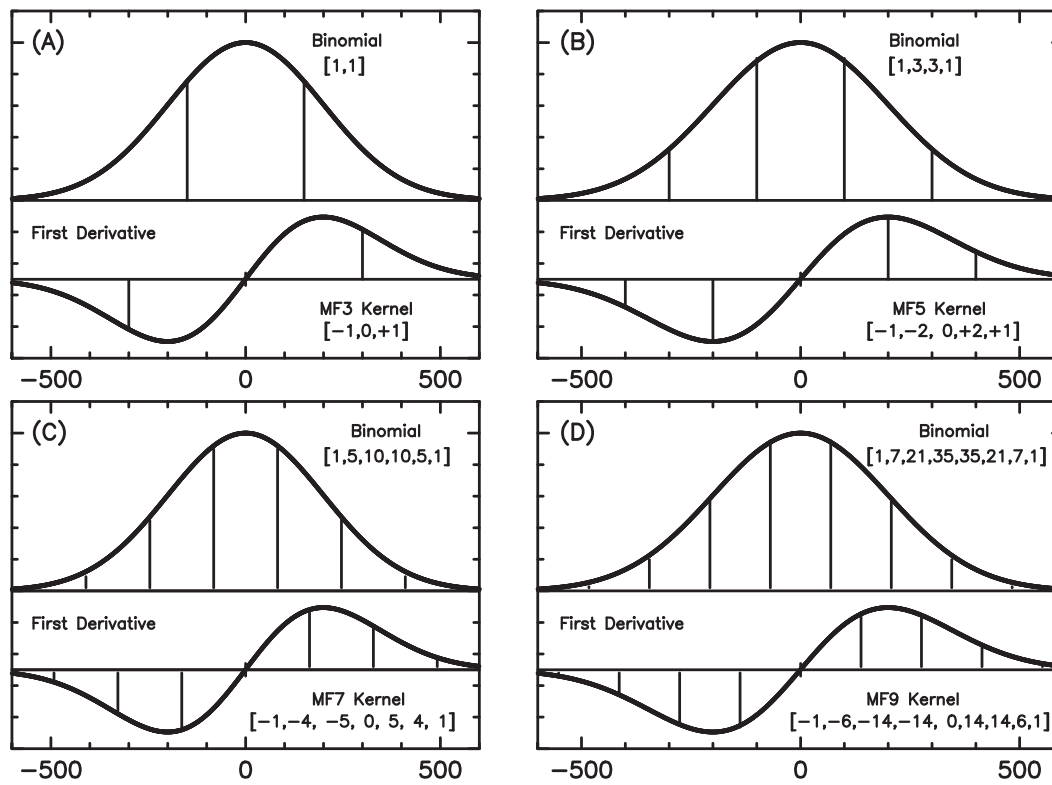 (A)
Binomial
[1,1]
First Derivative
MF3 Kernel
[−1,0,+1]
−500 0 500
(B)
Binomial
[1,3,3,1]
First Derivative
MF5 Kernel
[−1,−2, 0,+2,+1]
−500 0 500
(C)
Binomial
[1,5,10,10,5,1]
First Derivative
MF7 Kernel
[−1,−4, −5, 0, 5, 4, 1]
−500 0 500
(D)
Binomial
[1,7,21,35,35,21,7,1]
First Derivative
MF9 Kernel
[−1,−6,−14,−14, 0,14,14,6,1]
−500 0 500